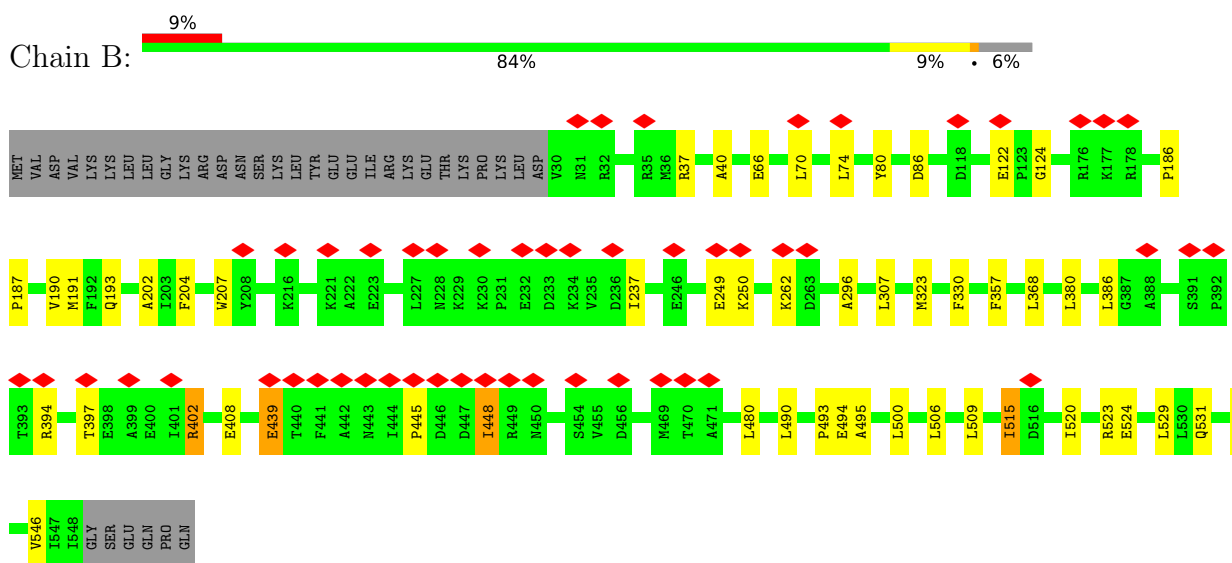 9%
Chain B:
84% 9% • 6%
MET VAL ASP VAL LYS LYS LEU LEU GLY LYS ARG ASP ASN SER LYS LEU TYR GLU GLU ILE ARG LYS GLU THR LYS PRO LYS LEU ASP V30 N31 R32 R35 M36 R37 A40 E66 L70 L74 Y80 D86 D118 E122 P123 G124 R176 K177 R178 P186
P187 V190 M191 F192 Q193 A202 I203 F204 W207 Y208 K216 K221 A222 E223 L227 N228 K229 K230 P231 E232 D233 K234 V235 D236 I237 E246 E249 K250 K262 D263 A296 L307 M323 F330 F357 L368 L380 L386 G387 A388 S391 P392
T393 R394 T397 E398 A399 E400 I401 R402 E408 E439 T440 F441 A442 N443 I444 P445 D446 D447 I448 R449 N450 S454 V455 D456 M469 T470 A471 L480 L490 P493 E494 A495 L500 L506 L509 I515 D516 I520 R523 E524 L529 L530 Q531
V546 I547 I548 GLY SER GLU GLN PRO GLN